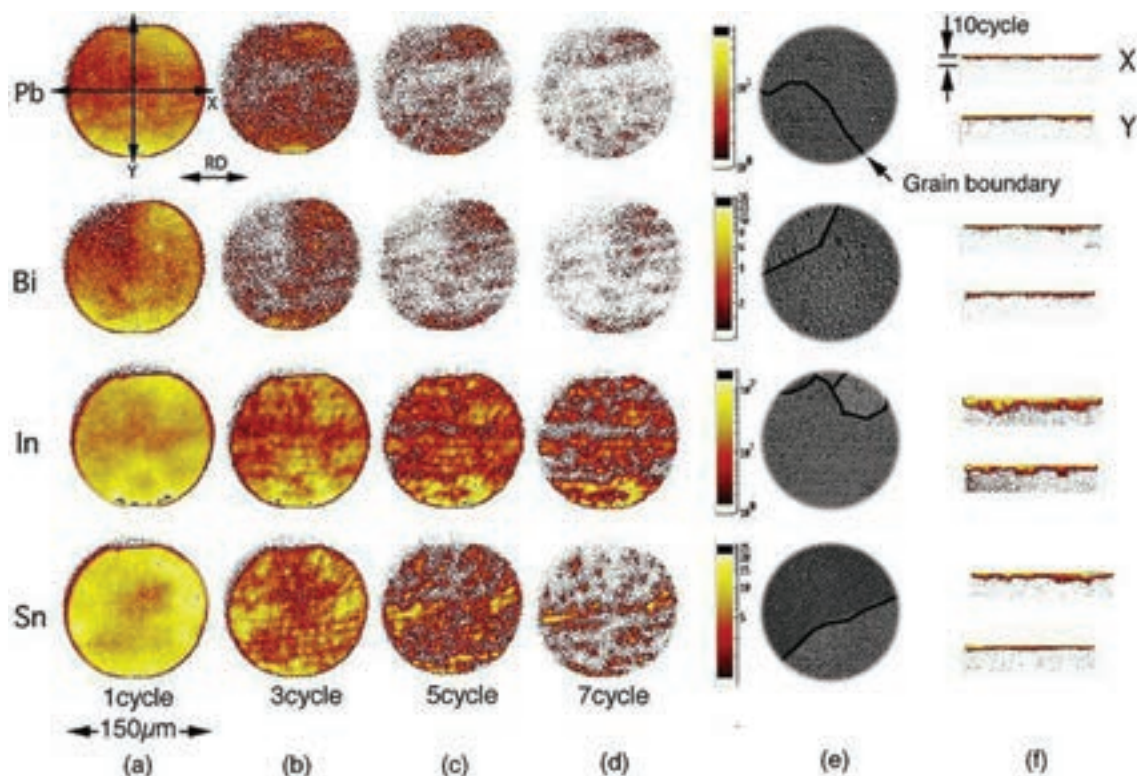 10cycle
X
Pb
X
Y
Y
RD
Grain boundary
Bi
In
Sn
1cycle
3cycle
5cycle
7cycle
150μm
(a)
(b)
(c)
(d)
(e)
(f)